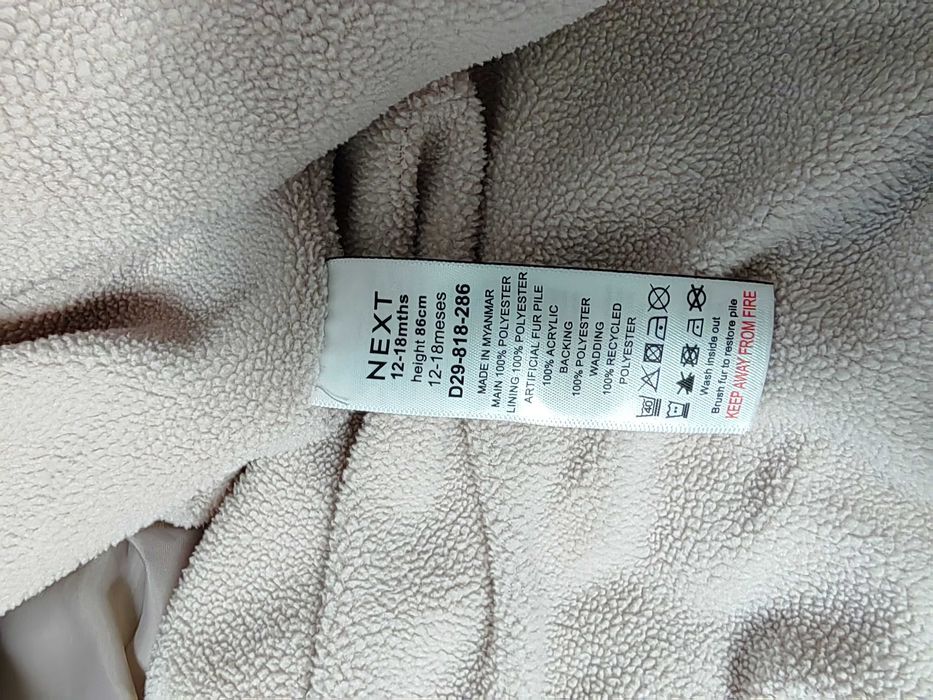 NEXT
12-18mths
height 86cm
12-18meses
D29-818-286
MADE IN MYANMAR
MAIN 100% POLYESTER
LINING 100% POLYESTER
ARTIFICIAL FUR PILE
100% ACRYLIC
BACKING
100% POLYESTER
WADDING
100% RECYCLED
POLYESTER
40
Wash inside out
Brush fur to restore pile
KEEP AWAY FROM FIRE